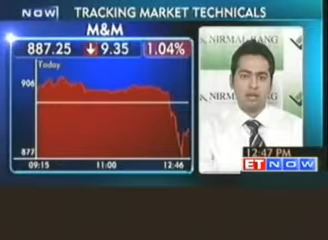 NOW TRACKING MARKET TECHNICALS
M&M
887.25 9.35 1.04%
Today
906
877
09:15 11:00 12:46
NIRMAL BANG
NIRM
12:47 PM
ET NOW